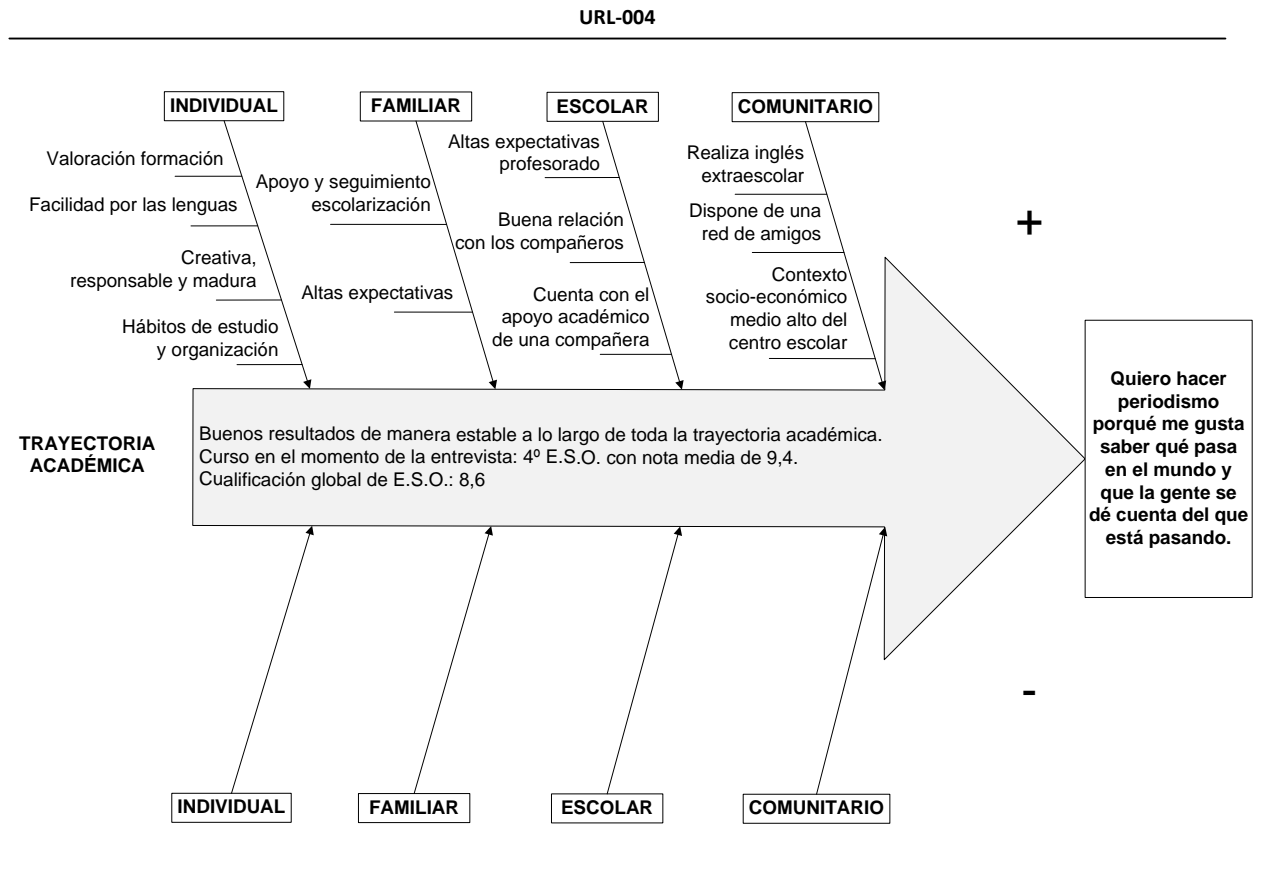 URL-004
INDIVIDUAL
FAMILIAR
ESCOLAR
COMUNITARIO
Valoración formación
Facilidad por las lenguas
Creativa,
responsable y madura
Hábitos de estudio
y organización
Apoyo y seguimiento
escolarización
Altas expectativas
Altas expectativas
profesorado
Buena relación
con los compañeros
Cuenta con el
apoyo académico
de una compañera
Realiza inglés
extraescolar
Dispone de una
red de amigos
Contexto
socio-económico
medio alto del
centro escolar
+
TRAYECTORIA
ACADÉMICA
Buenos resultados de manera estable a lo largo de toda la trayectoria académica.
Curso en el momento de la entrevista: 4º E.S.O. con nota media de 9,4.
Cualificación global de E.S.O.: 8,6
Quiero hacer
periodismo
porqué me gusta
saber qué pasa
en el mundo y
que la gente se
dé cuenta del que
está pasando.
-
INDIVIDUAL
FAMILIAR
ESCOLAR
COMUNITARIO